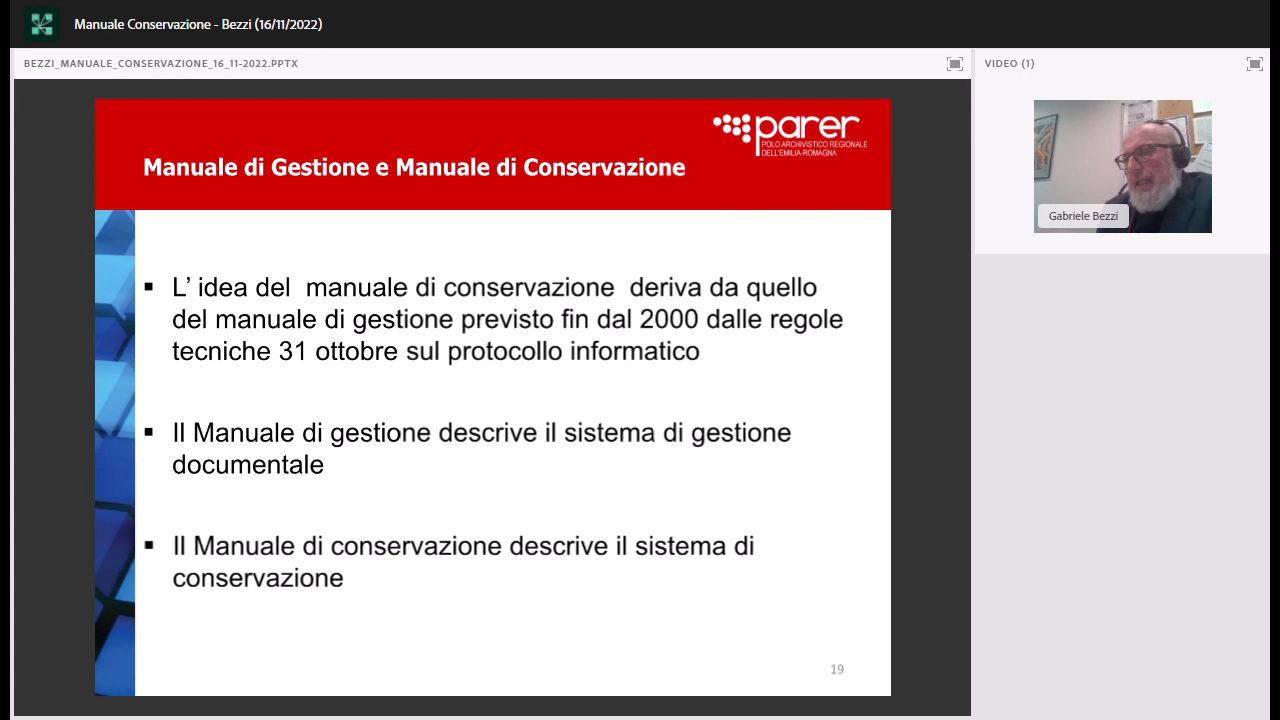 Manuale Conservazione - Bezzi (16/11/2022)
BEZZI_MANUALE_CONSERVAZIONE_16_11-2022.PPTX
VIDEO (1)
parer
POLO ARCHIVISTICO REGIONALE
DELL'EMILIA-ROMAGNA
Manuale di Gestione e Manuale di Conservazione
▪ L’ idea del  manuale di conservazione  deriva da quello
del manuale di gestione previsto fin dal 2000 dalle regole
tecniche 31 ottobre sul protocollo informatico
▪ Il Manuale di gestione descrive il sistema di gestione
documentale
▪ Il Manuale di conservazione descrive il sistema di
conservazione
19
Gabriele Bezzi